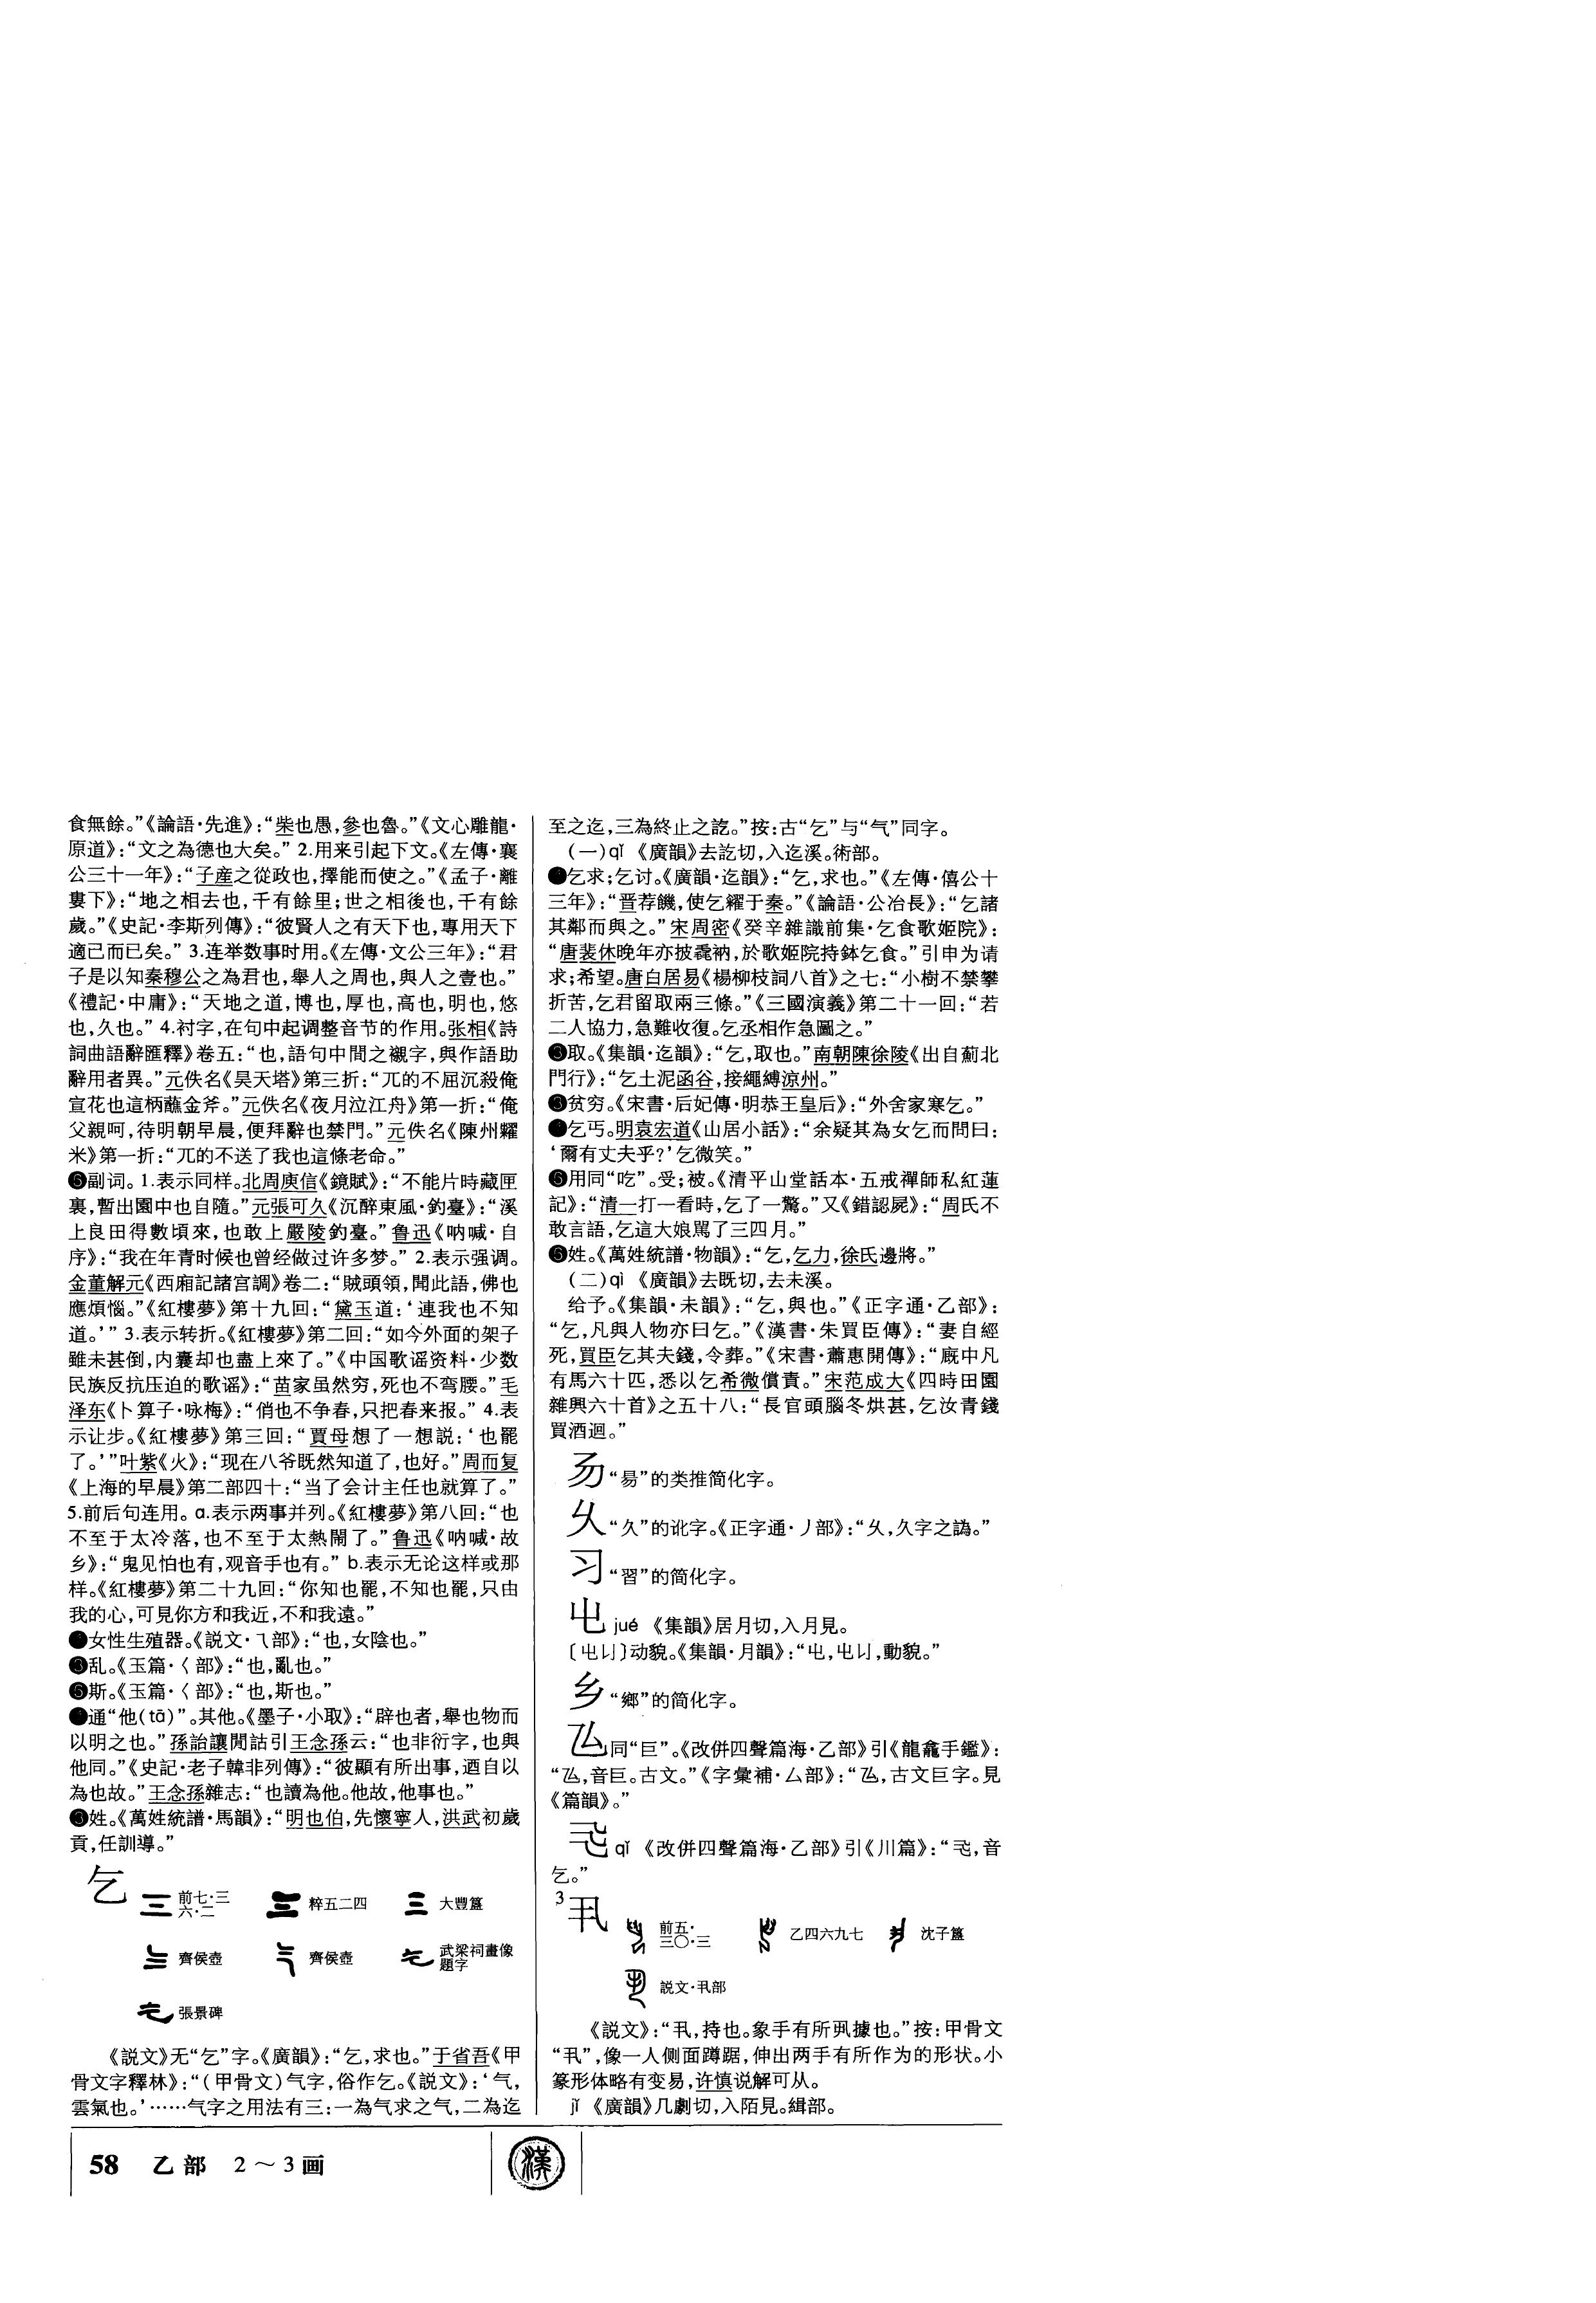 食無餘。”《論語·先進》：“柴也愚，參也魯。”《文心雕龍·
原道》：“文之為德也大矣。” 2.用来引起下文。《左傳·襄
公三十一年》：“子産之從政也，擇能而使之。”《孟子·離
婁下》：“地之相去也，千有餘里；世之相後也，千有餘
歲。”《史記·李斯列傳》：“彼賢人之有天下也，專用天下
適己而已矣。” 3.连举数事时用。《左傳·文公三年》：“君
子是以知秦穆公之為君也，舉人之周也，與人之壹也。”
《禮記·中庸》：“天地之道，博也，厚也，高也，明也，悠
也，久也。” 4.衬字，在句中起调整音节的作用。张相《詩
詞曲語辭匯釋》卷五：“也，語句中間之襯字，與作語助
辭用者異。”元佚名《昊天塔》第三折：“兀的不屈沉殺俺
宣花也這柄蘸金斧。”元佚名《夜月泣江舟》第一折：“俺
父親呵，待明朝早晨，便拜辭也禁門。”元佚名《陳州糶
米》第一折：“兀的不送了我也這條老命。”
❺副词。1.表示同样。北周庾信《鏡賦》：“不能片時藏匣
裏，暫出園中也自隨。”元張可久《沉醉東風·釣臺》：“溪
上良田得數頃來，也敢上嚴陵釣臺。”鲁迅《呐喊·自
序》：“我在年青时候也曾经做过许多梦。” 2.表示强调。
金董解元《西廂記諸宫調》卷二：“賊頭領，聞此語，佛也
應煩惱。”《紅樓夢》第十九回：“黛玉道：‘連我也不知
道。’” 3.表示转折。《紅樓夢》第二回：“如今外面的架子
雖未甚倒，内囊却也盡上來了。”《中国歌谣资料·少数
民族反抗压迫的歌谣》：“苗家虽然穷，死也不弯腰。”毛
泽东《卜算子·咏梅》：“俏也不争春，只把春来报。” 4.表
示让步。《紅樓夢》第三回：“賈母想了一想説：‘也罷
了。’”叶紫《火》：“现在八爷既然知道了，也好。”周而复
《上海的早晨》第二部四十：“当了会计主任也就算了。”
5.前后句连用。a.表示两事并列。《紅樓夢》第八回：“也
不至于太冷落，也不至于太熱鬧了。”鲁迅《呐喊·故
乡》：“鬼见怕也有，观音手也有。” b.表示无论这样或那
样。《紅樓夢》第二十九回：“你知也罷，不知也罷，只由
我的心，可見你方和我近，不和我遠。”
女性生殖器。《説文·乁部》：“也，女陰也。”
❸乱。《玉篇·乀部》：“也，亂也。”
❺斯。《玉篇·乀部》：“也，斯也。”
通“他（tā）”。其他。《墨子·小取》：“辟也者，舉也物而
以明之也。”孫詒讓閒詁引王念孫云：“也非衍字，也與
他同。”《史記·老子韓非列傳》：“彼顯有所出事，迺自以
為也故。”王念孫雜志：“也讀為他。他故，他事也。”
❸姓。《萬姓統譜·馬韻》：“明也伯，先懷寧人，洪武初歲
貢，任訓導。”
乞
前七·三六·二 粹五二四 大豐簋
齊侯壺 齊侯壺 武梁祠畫像題字
張景碑
《説文》无“乞”字。《廣韻》：“乞，求也。”于省吾《甲
骨文字釋林》：“（甲骨文）气字，俗作乞。《説文》：‘气，
雲氣也。’……气字之用法有三：一為气求之气，二為迄
至之迄，三為終止之訖。”按：古“乞”与“气”同字。
（一）qǐ 《廣韻》去訖切，入迄溪。術部。
乞求；乞讨。《廣韻·迄韻》：“乞，求也。”《左傳·僖公十
三年》：“晋荐饑，使乞糴于秦。”《論語·公冶長》：“乞諸
其鄰而與之。”宋周密《癸辛雜識前集·乞食歌姬院》：
“唐裴休晚年亦披毳衲，於歌姬院持鉢乞食。”引申为请
求；希望。唐白居易《楊柳枝詞八首》之七：“小樹不禁攀
折苦，乞君留取兩三條。”《三國演義》第二十一回：“若
二人協力，急難收復。乞丞相作急圖之。”
❸取。《集韻·迄韻》：“乞，取也。”南朝陳徐陵《出自薊北
門行》：“乞土泥函谷，挼繩縛涼州。”
❸贫穷。《宋書·后妃傳·明恭王皇后》：“外舍家寒乞。”
乞丐。明袁宏道《山居小話》：“余疑其為女乞而問曰：
‘爾有丈夫乎？’乞微笑。”
❺用同“吃”。受；被。《清平山堂話本·五戒禪師私紅蓮
記》：“清一打一看時，乞了一驚。”又《錯認屍》：“周氏不
敢言語，乞這大娘駡了三四月。”
❻姓。《萬姓統譜·物韻》：“乞，乞力，徐氏邊將。”
（二）qì 《廣韻》去既切，去未溪。
给予。《集韻·未韻》：“乞，與也。”《正字通·乙部》：
“乞，凡與人物亦曰乞。”《漢書·朱買臣傳》：“妻自經
死，買臣乞其夫錢，令葬。”《宋書·蕭惠開傳》：“厩中凡
有馬六十匹，悉以乞希微償責。”宋范成大《四時田園
雜興六十首》之五十八：“長官頭腦冬烘甚，乞汝青錢
買酒迴。”
“昜”的类推简化字。
“久”的讹字。《正字通·丿部》：“乆，久字之譌。”
习“習”的简化字。
㞢 jué 《集韻》居月切，入月見。
动貌。《集韻·月韻》：“動貌。”
乡“鄉”的简化字。
同“巨”。《改併四聲篇海·乙部》引《龍龕手鑑》：
“音巨。古文。”《字彙補·厶部》：“古文巨字。見
《篇韻》。”
qǐ 《改併四聲篇海·乙部》引《川篇》：“音
乞。”
3 丮
前五·三〇·三 乙四六九七 沈子簋
説文·丮部
《説文》：“丮，持也。象手有所丮據也。”按：甲骨文
“丮”，像一人侧面蹲踞，伸出两手有所作为的形状。小
篆形体略有变易，许慎说解可从。
jǐ 《廣韻》几劇切，入陌見。緝部。
58 乙部 2～3画
漢